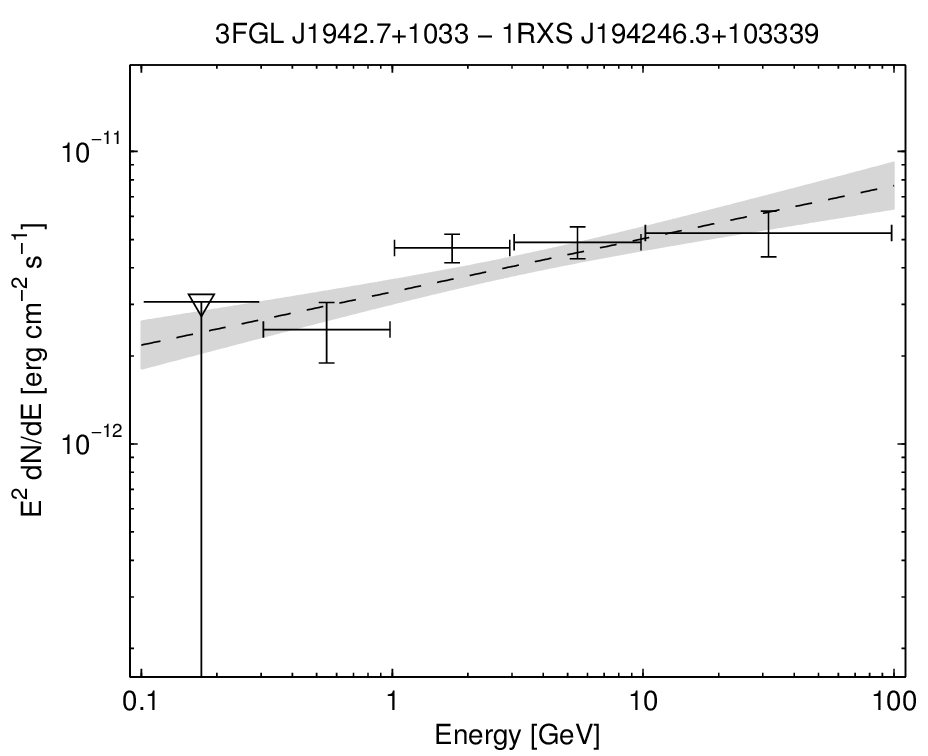 3FGL J1942.7+1033 − 1RXS J194246.3+103339
10⁻¹¹
10⁻¹²
E² dN/dE [erg cm⁻² s⁻¹]
0.1 1 10 100
Energy [GeV]